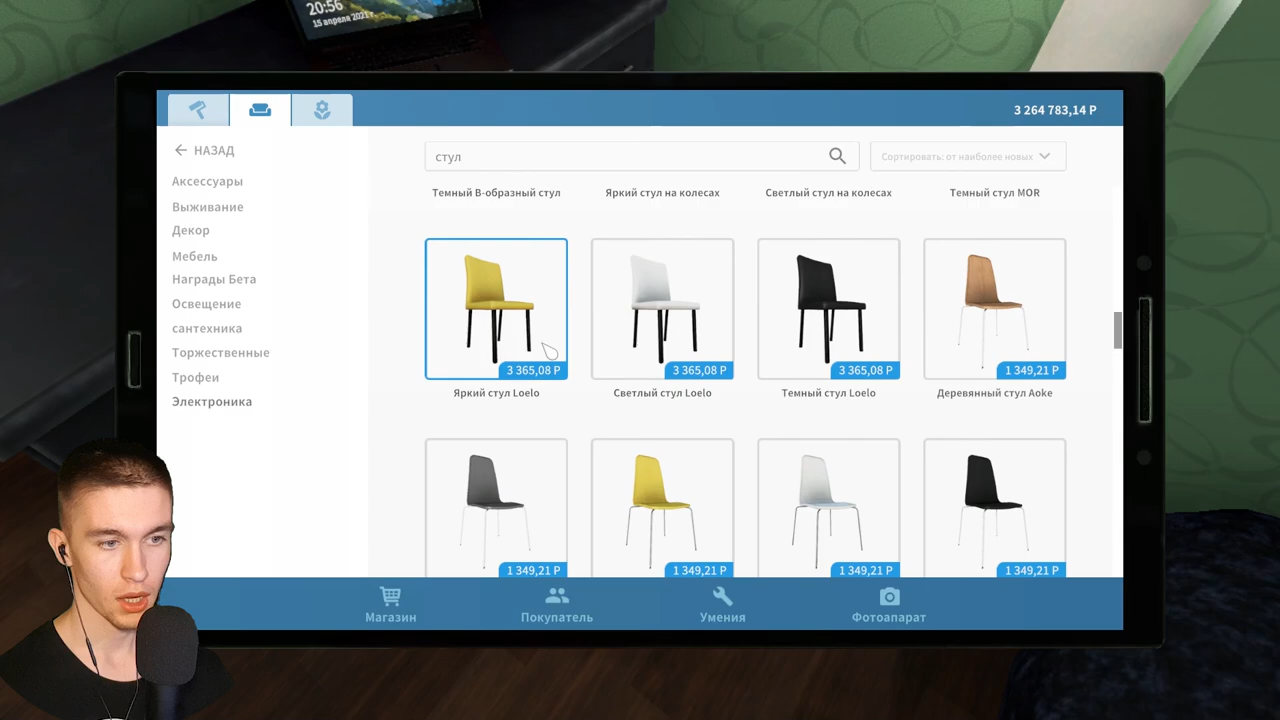 20:56
15 апреля 2021 г.
3 264 783,14 Р
НАЗАД
Аксессуары
Выживание
Декор
Мебель
Награды Бета
Освещение
сантехника
Торжественные
Трофеи
Электроника
стул
Сортировать: от наиболее новых
Темный В-образный стул
Яркий стул на колесах
Светлый стул на колесах
Темный стул MOR
3 365,08 Р
3 365,08 Р
3 365,08 Р
1 349,21 Р
Яркий стул Loelo
Светлый стул Loelo
Темный стул Loelo
Деревянный стул Aoke
1 349,21 Р
1 349,21 Р
1 349,21 Р
1 349,21 Р
Магазин
Покупатель
Умения
Фотоаппарат